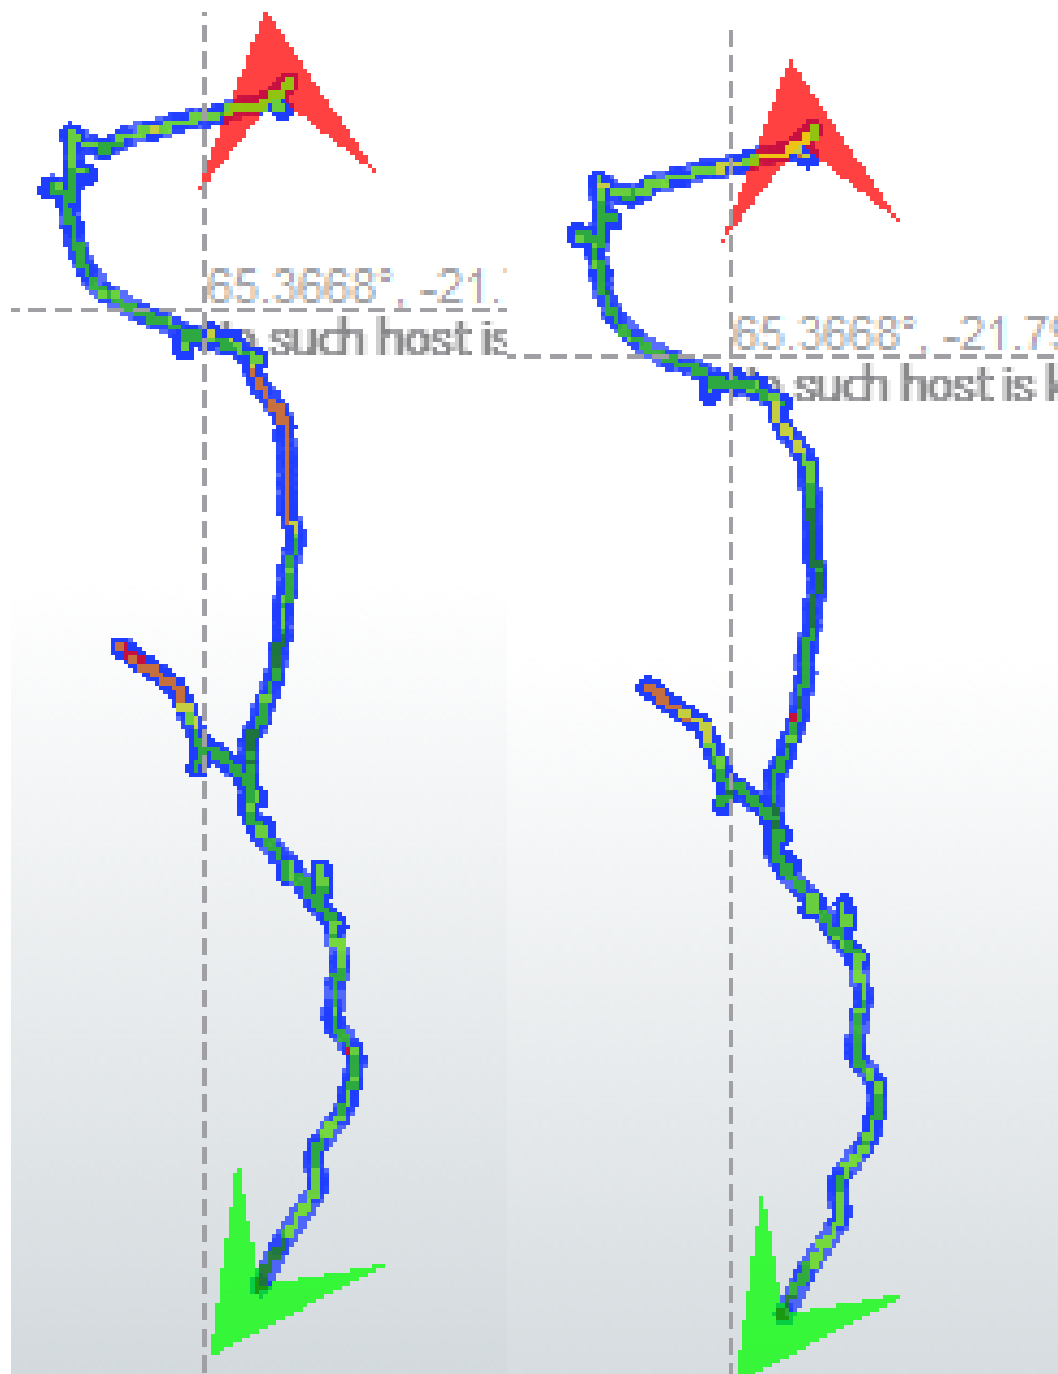 65.3668°, -21.
such host is
65.3668°, -21.79
such host is k